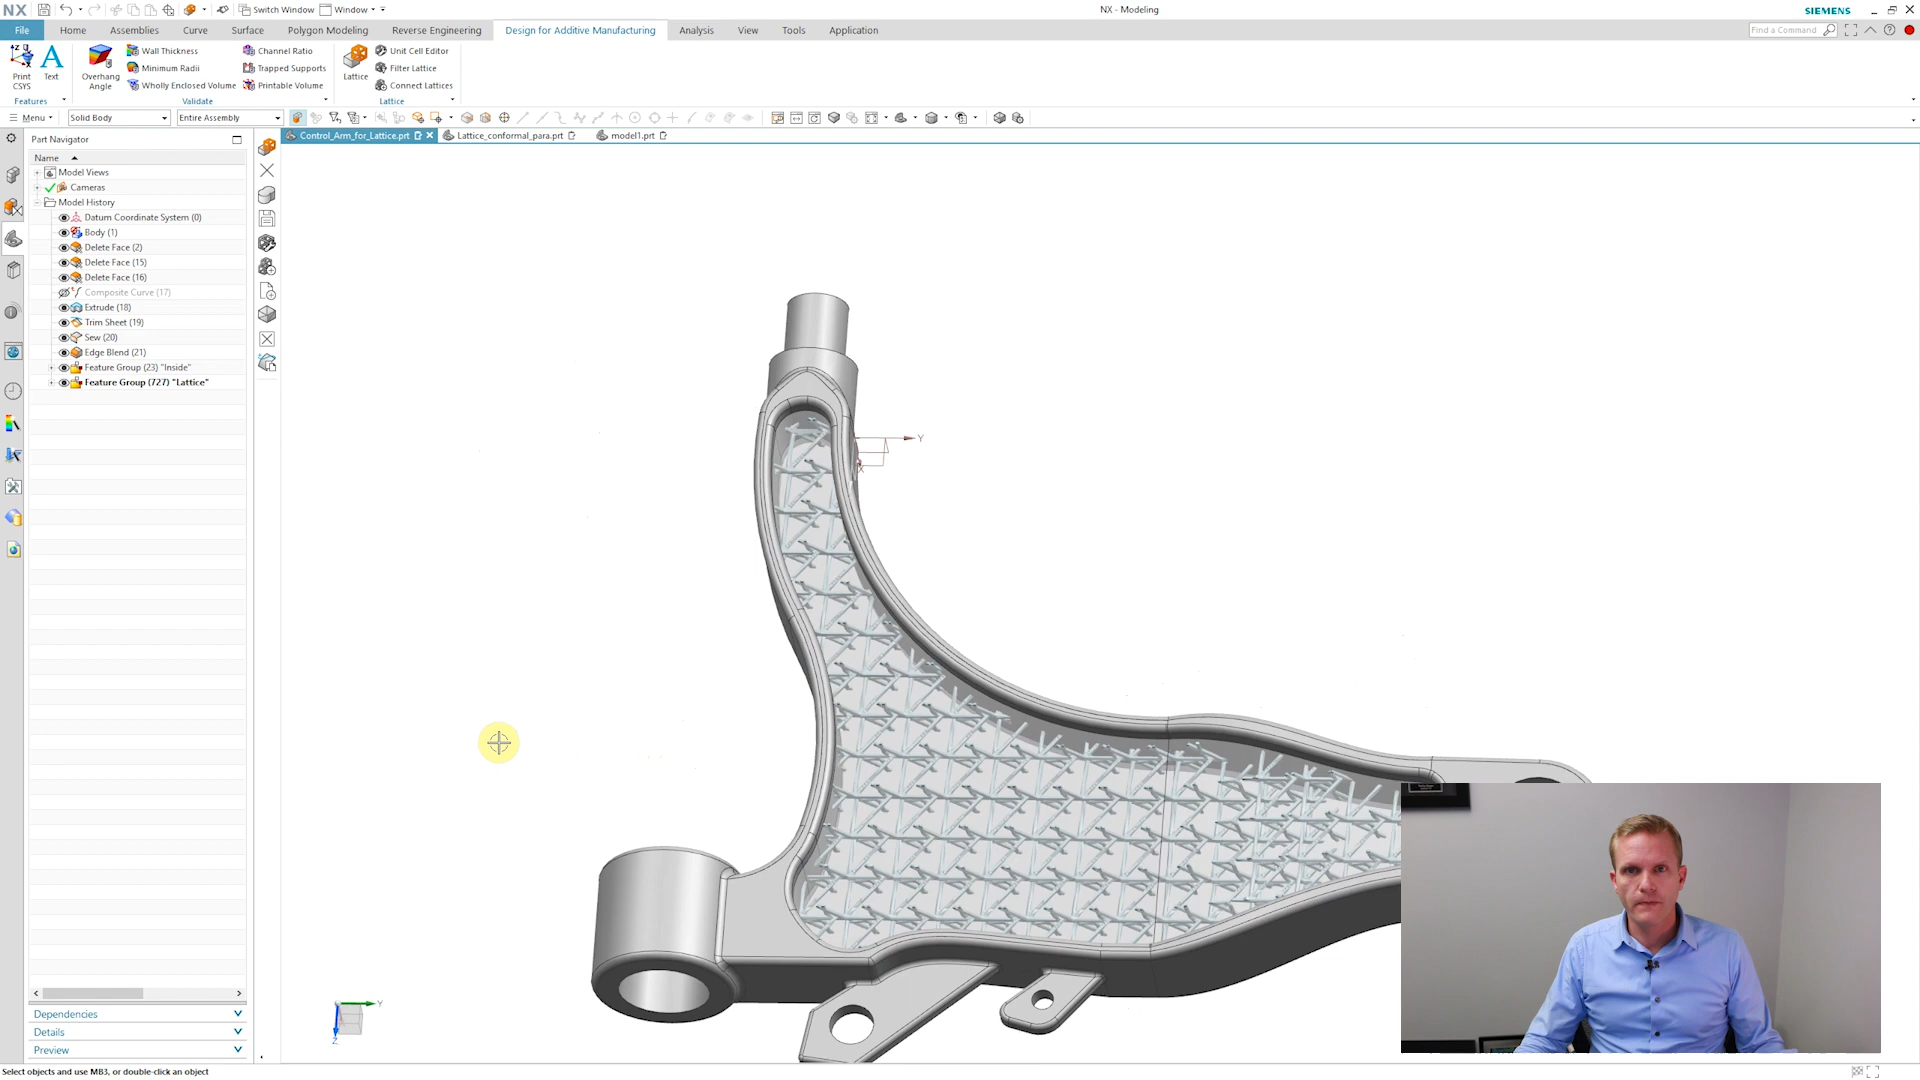 NX
Switch Window
Window
NX - Modeling
SIEMENS
File
Home
Assemblies
Curve
Surface
Polygon Modeling
Reverse Engineering
Design for Additive Manufacturing
Analysis
View
Tools
Application
Find a Command
Print CSYS
Text
Overhang Angle
Wall Thickness
Minimum Radii
Wholly Enclosed Volume
Channel Ratio
Trapped Supports
Printable Volume
Lattice
Unit Cell Editor
Filter Lattice
Connect Lattices
Features
Validate
Lattice
Menu
Solid Body
Entire Assembly
Part Navigator
Control_Arm_for_Lattice.prt
Lattice_conformal_para.prt
model1.prt
Name
Model Views
Cameras
Model History
Datum Coordinate System (0)
Body (1)
Delete Face (2)
Delete Face (15)
Delete Face (16)
Composite Curve (17)
Extrude (18)
Trim Sheet (19)
Sew (20)
Edge Blend (21)
Feature Group (23) "Inside"
Feature Group (727) "Lattice"
Y
X
Y
Z
Dependencies
Details
Preview
Select objects and use MB3, or double-click an object